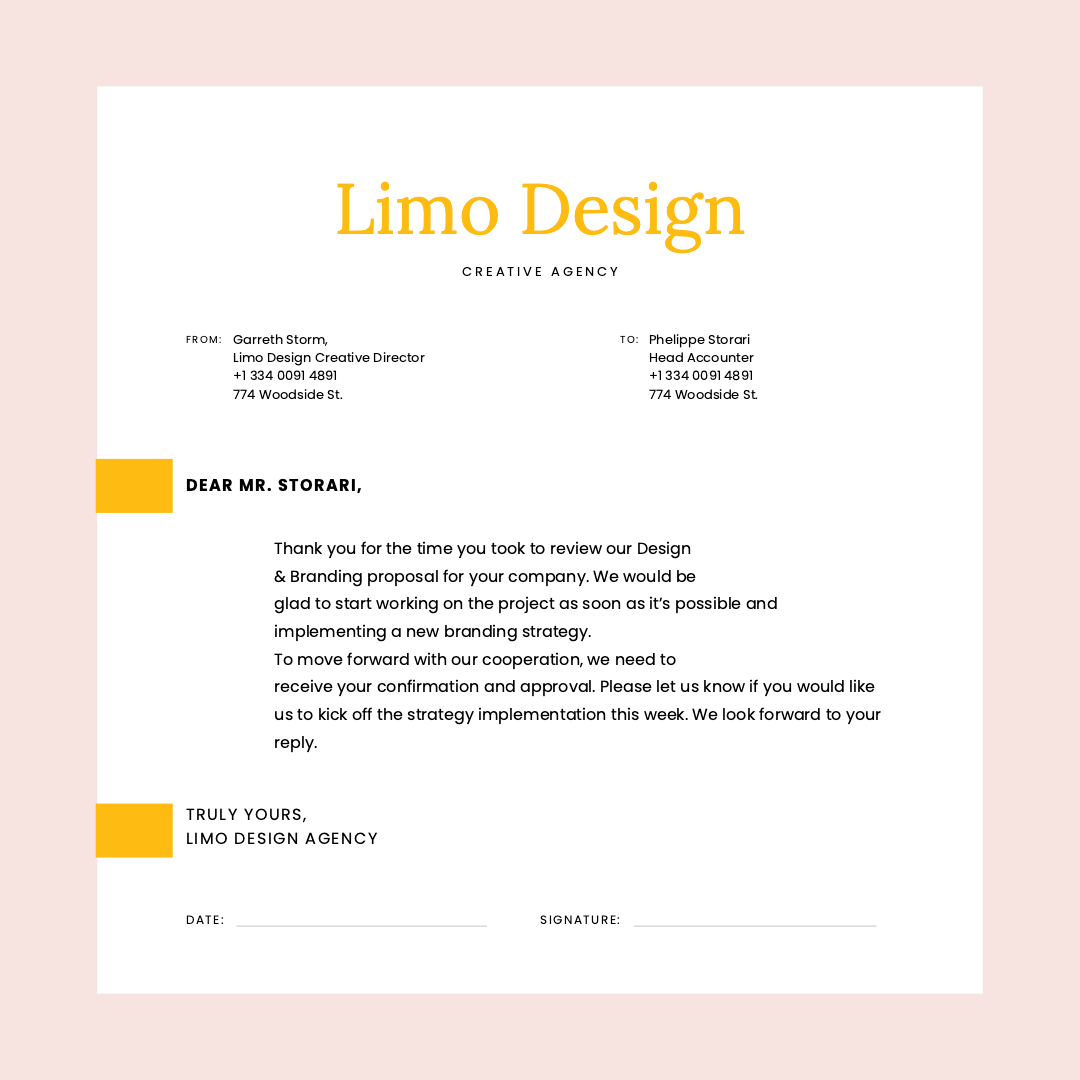 Limo Design
CREATIVE AGENCY
FROM: Garreth Storm,
Limo Design Creative Director
+1 334 0091 4891
774 Woodside St.
TO: Phelippe Storari
Head Accounter
+1 334 0091 4891
774 Woodside St.
DEAR MR. STORARI,
Thank you for the time you took to review our Design
& Branding proposal for your company. We would be
glad to start working on the project as soon as it’s possible and
implementing a new branding strategy.
To move forward with our cooperation, we need to
receive your confirmation and approval. Please let us know if you would like
us to kick off the strategy implementation this week. We look forward to your
reply.
TRULY YOURS,
LIMO DESIGN AGENCY
DATE:
SIGNATURE: